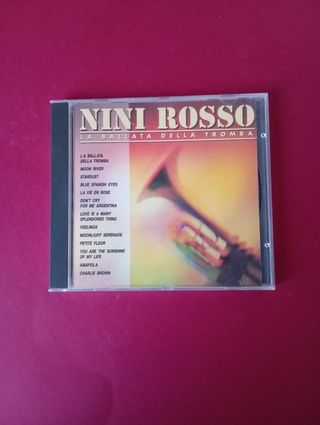 NINI ROSSO
LA BALLATA DELLA TROMBA
LA BALLATA
DELLA TROMBA
MOON RIVER
STARDUST
BLUE SPANISH EYES
LA VIE EN ROSE
DON'T CRY
FOR ME ARGENTINA
LOVE IS A MANY
SPLENDORED THING
FEELINGS
MOONLIGHT SERENADE
PETITE FLEUR
YOU ARE THE SUNSHINE
OF MY LIFE
AMAPOLA
CHARLIE BROWN